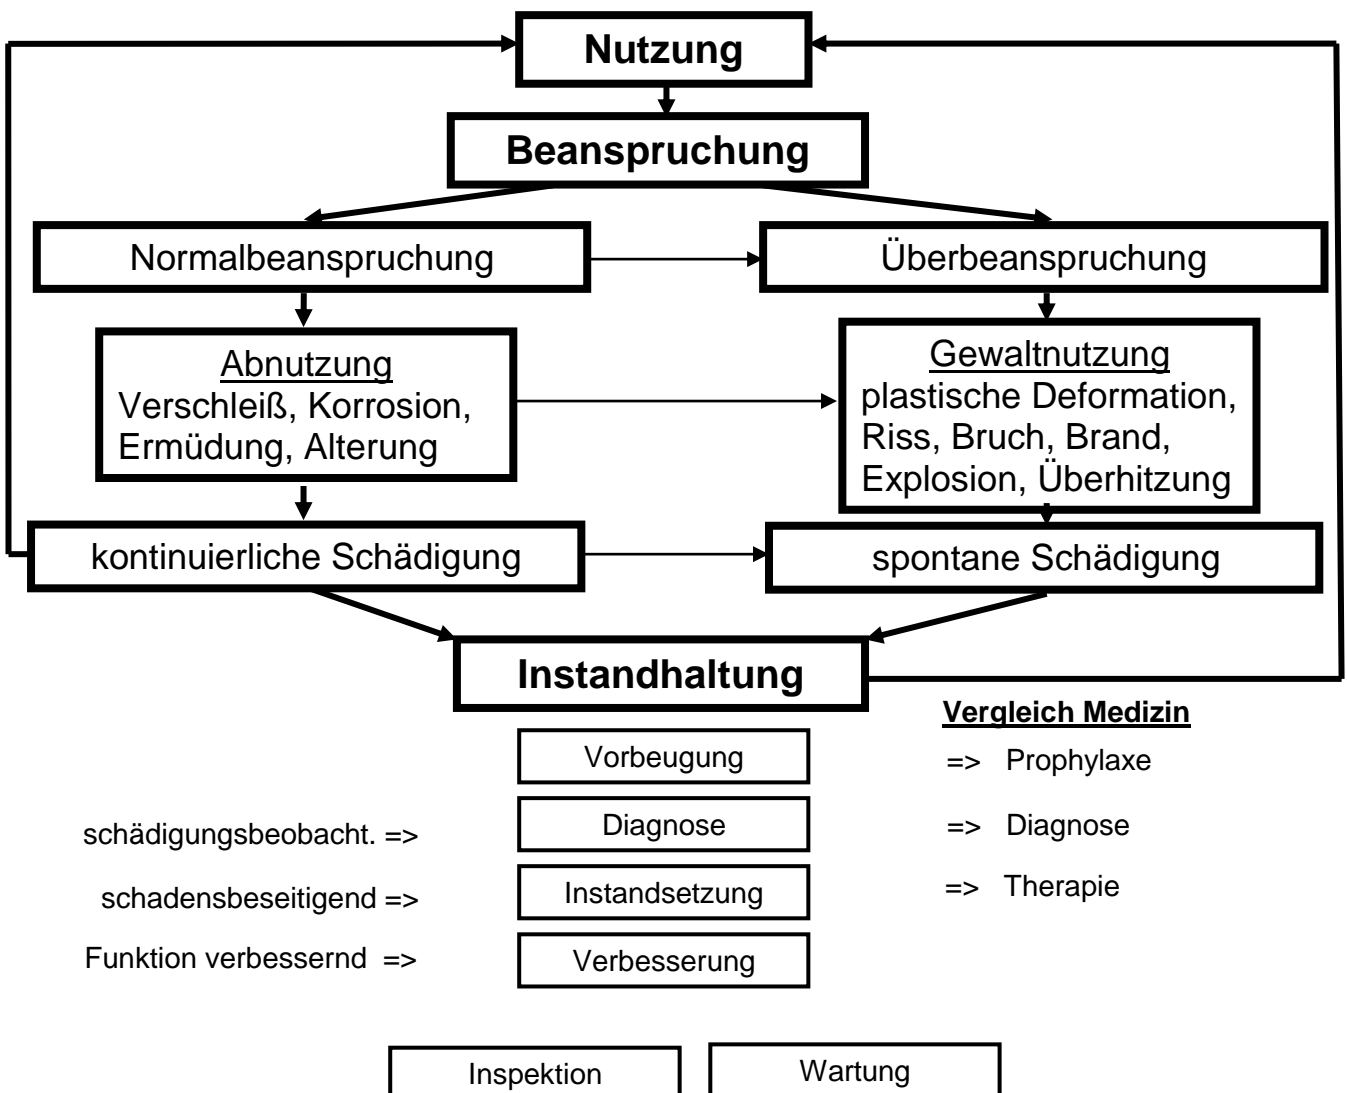 Nutzung
Beanspruchung
Normalbeanspruchung
Überbeanspruchung
Abnutzung
Verschleiß, Korrosion,
Ermüdung, Alterung
Gewaltnutzung
plastische Deformation,
Riss, Bruch, Brand,
Explosion, Überhitzung
kontinuierliche Schädigung
spontane Schädigung
Instandhaltung
Vergleich Medizin
Vorbeugung
=> Prophylaxe
schädigungsbeobacht. =>
Diagnose
=> Diagnose
schadensbeseitigend =>
Instandsetzung
=> Therapie
Funktion verbessernd =>
Verbesserung
Inspektion
Wartung